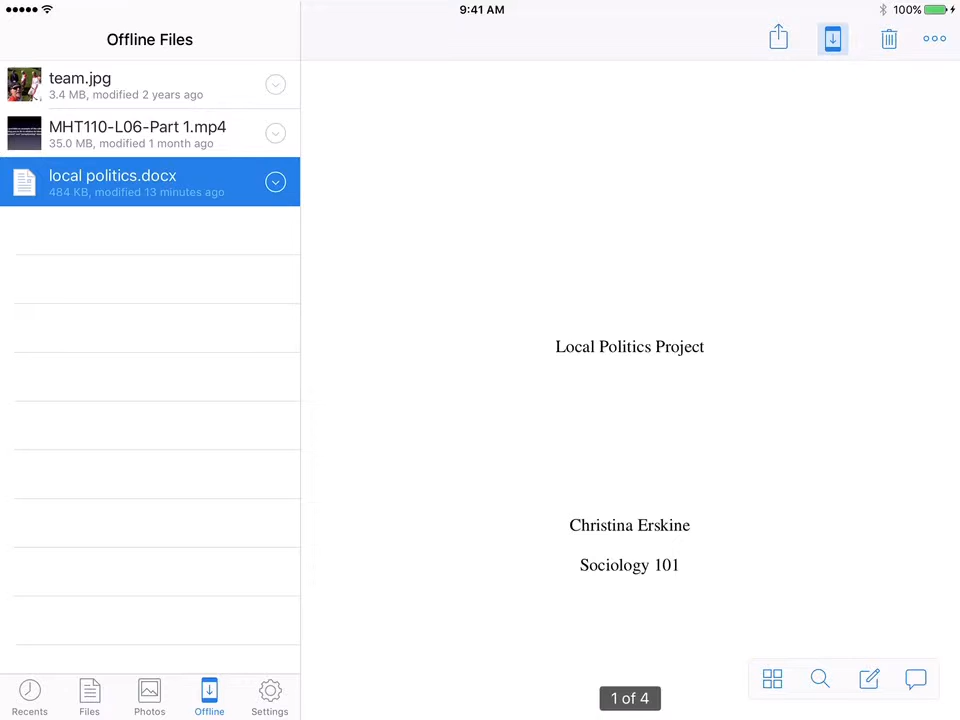 9:41 AM
100%
Offline Files
team.jpg
3.4 MB, modified 2 years ago
MHT110-L06-Part 1.mp4
35.0 MB, modified 1 month ago
local politics.docx
484 KB, modified 13 minutes ago
Recents
Files
Photos
Offline
Settings
Local Politics Project
Christina Erskine
Sociology 101
1 of 4